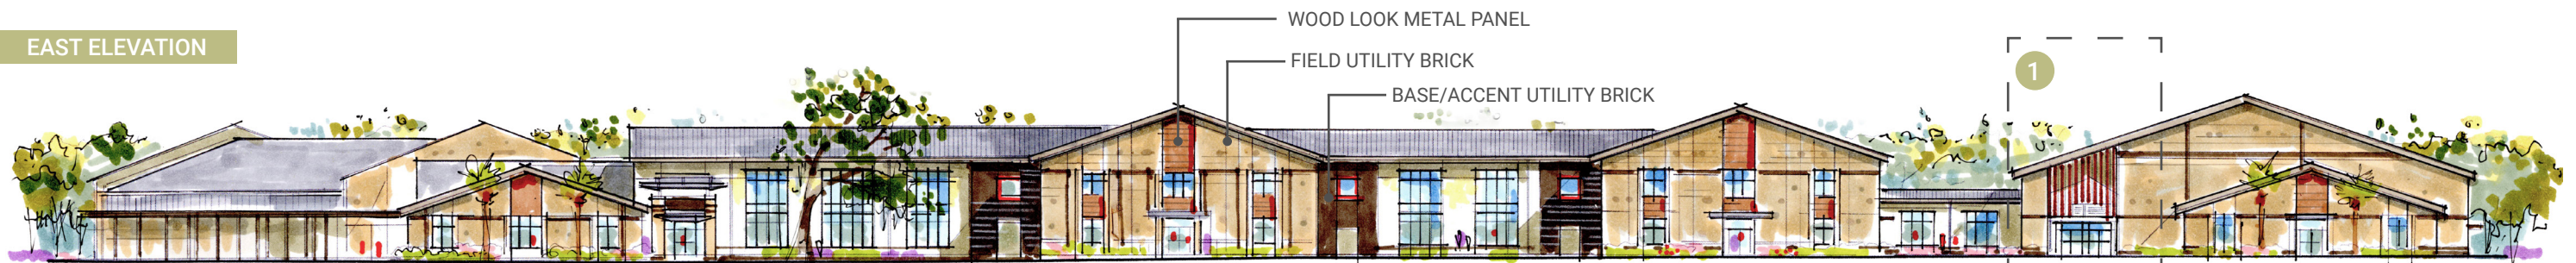 WOOD LOOK METAL PANEL
EAST ELEVATION
FIELD UTILITY BRICK
1
BASE/ACCENT UTILITY BRICK